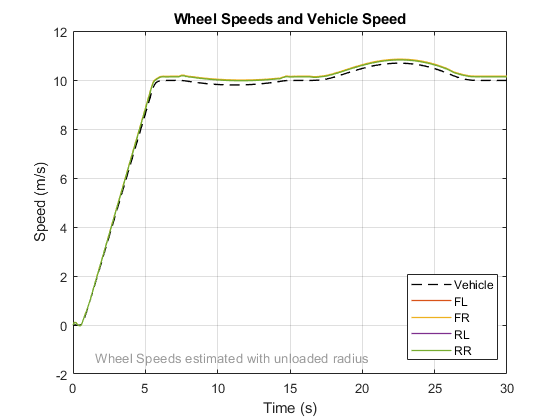 Wheel Speeds and Vehicle Speed
12
10
8
6
4
2
0
-2
Speed (m/s)
Vehicle
FL
FR
RL
RR
Wheel Speeds estimated with unloaded radius
0 5 10 15 20 25 30
Time (s)